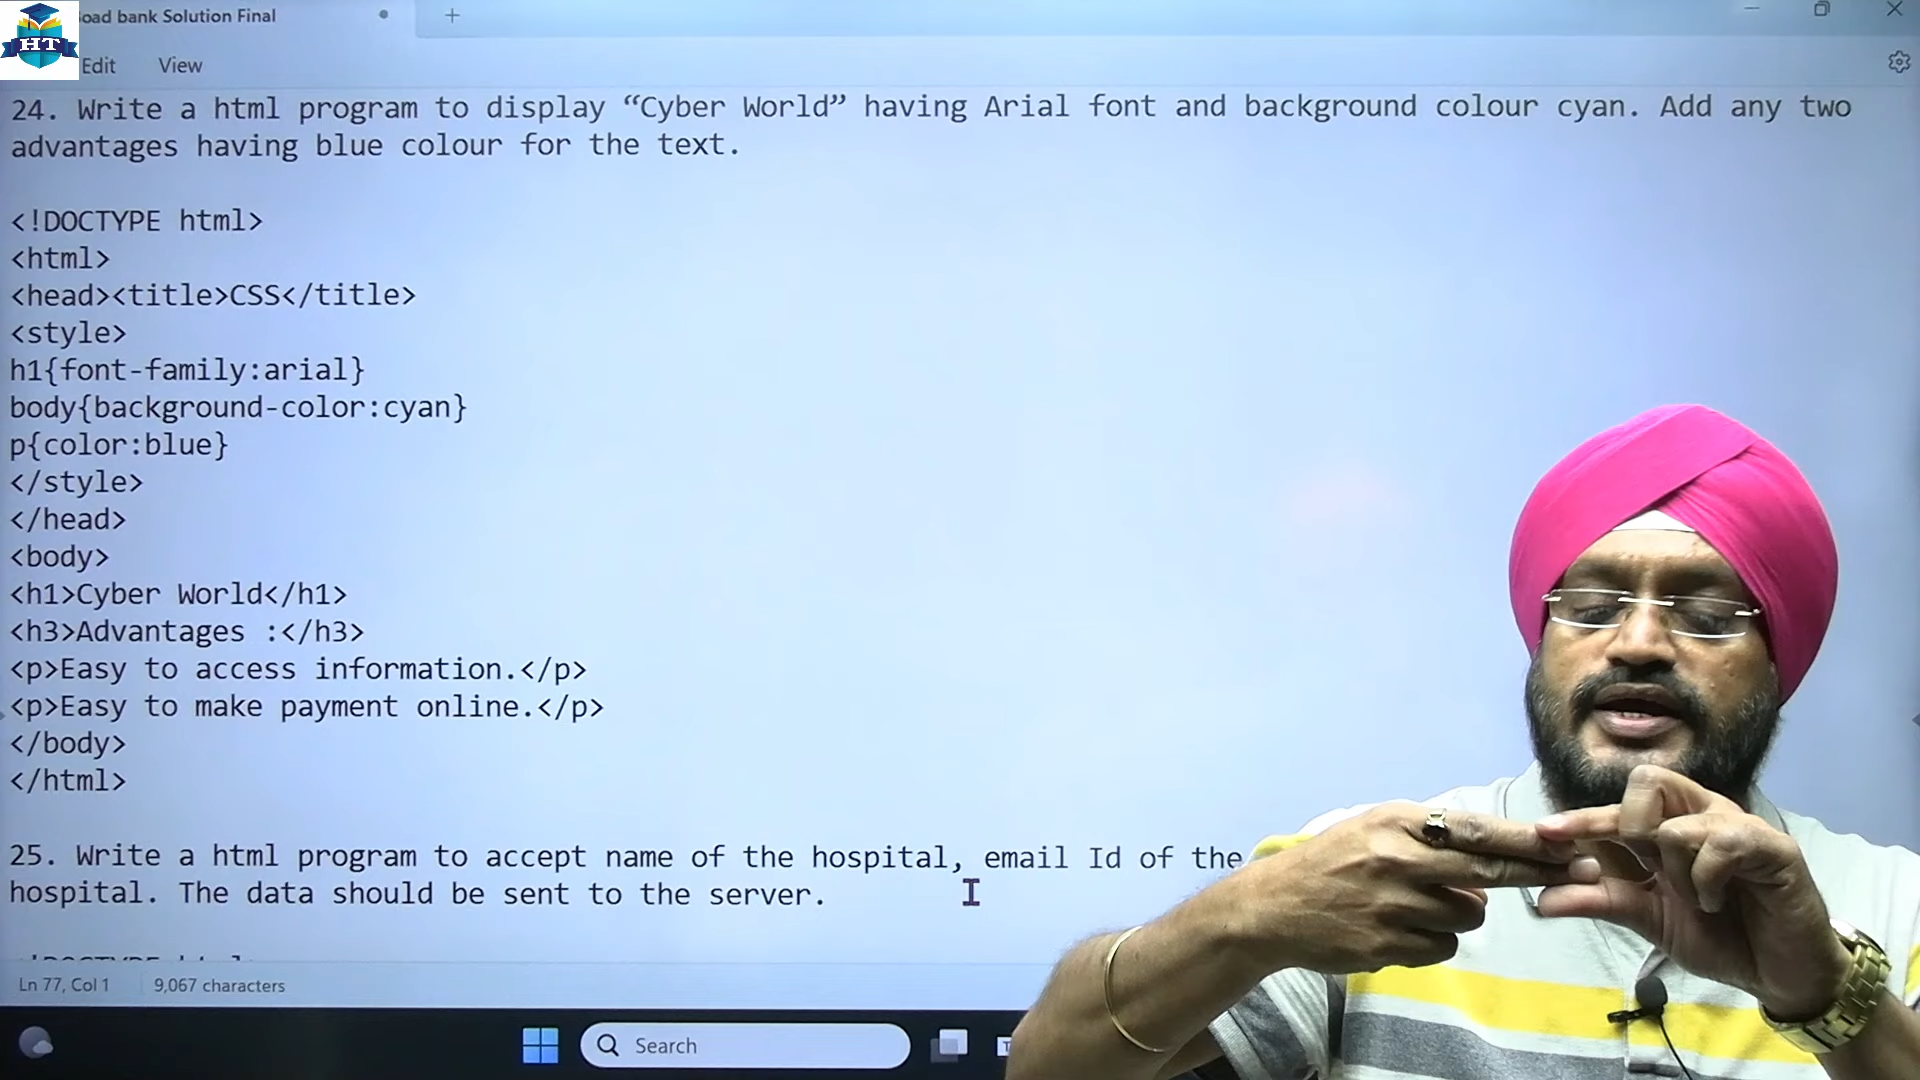 HT
oad bank Solution Final
Edit View
24. Write a html program to display “Cyber World” having Arial font and background colour cyan. Add any two
advantages having blue colour for the text.
<!DOCTYPE html>
<html>
<head><title>CSS</title>
<style>
h1{font-family:arial}
body{background-color:cyan}
p{color:blue}
</style>
</head>
<body>
<h1>Cyber World</h1>
<h3>Advantages :</h3>
<p>Easy to access information.</p>
<p>Easy to make payment online.</p>
</body>
</html>
25. Write a html program to accept name of the hospital, email Id of the
hospital. The data should be sent to the server.
<!DOCTYPE html>
Ln 77, Col 1 9,067 characters
Search